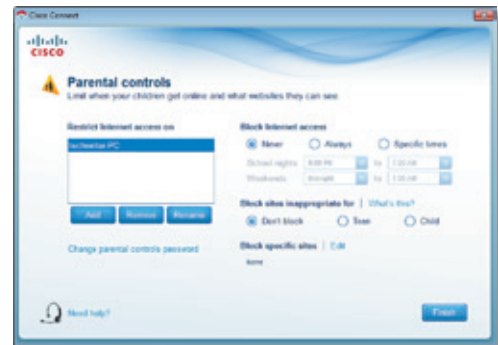 Cisco Connect
CISCO
Parental controls
Limit when your children get online and what websites they can see
Restrict Internet access on
Block Internet access
Never Always Specific times
School nights to
Weekends to
Add Remove Rename
Block sites inappropriate for | What's this?
Don't block Teen Child
Change parental controls password
Block specific sites | Edit
None
Need help?
Finish